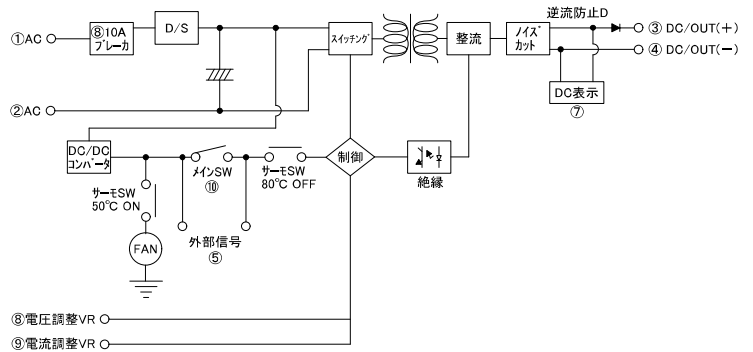 ①AC
⑧10A
ﾌﾞﾚｰｶ
D/S
ｽｲｯﾁﾝｸﾞ
整流
ﾉｲｽﾞ
ｶｯﾄ
逆流防止D
③ DC/OUT(+)
④ DC/OUT(−)
DC表示
⑦
②AC
DC/DC
ｺﾝﾊﾞｰﾀ
ﾒｲﾝSW
⑩
ｻｰﾓSW
80℃ OFF
制御
絶縁
ｻｰﾓSW
50℃ ON
外部信号
⑤
FAN
⑧電圧調整VR
⑨電流調整VR